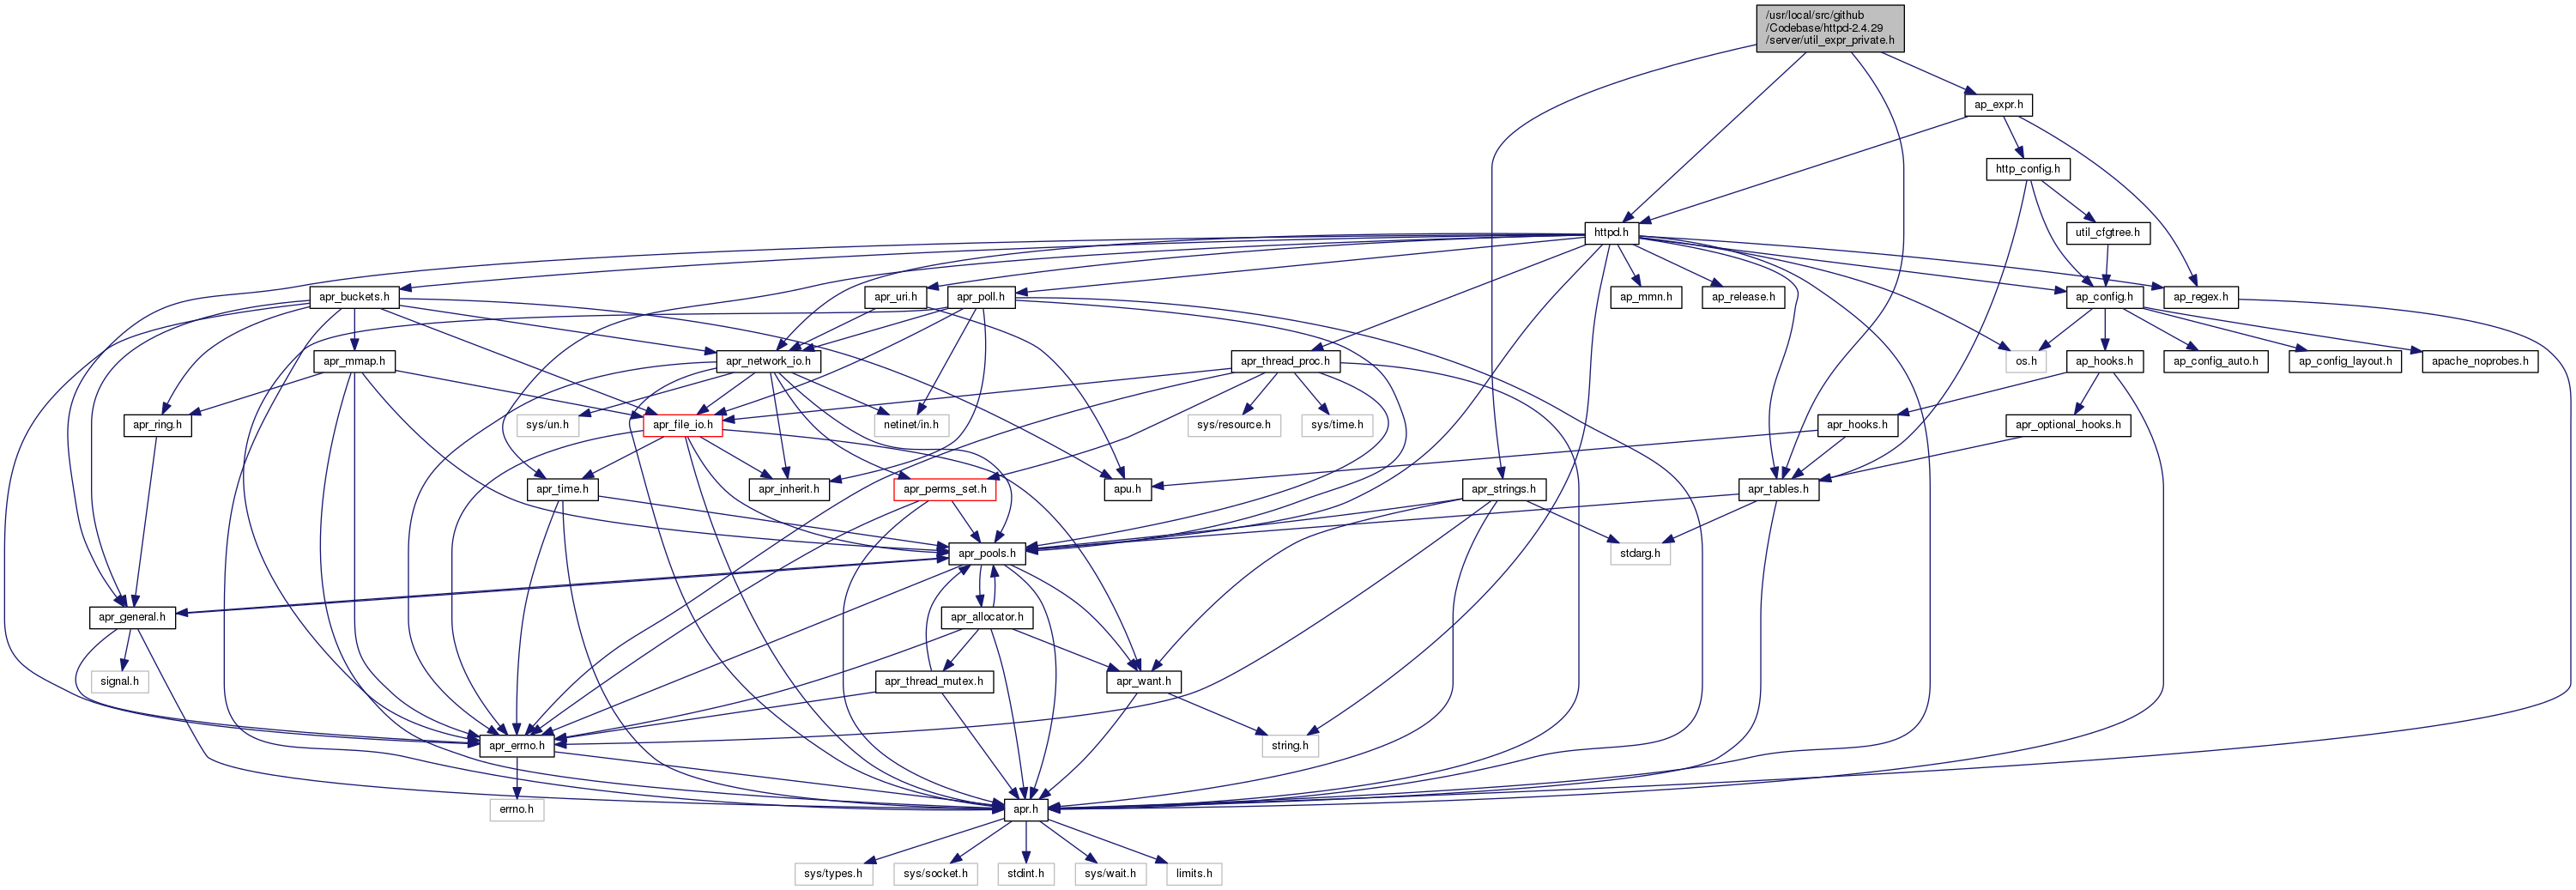 /usr/local/src/github
/Codebase/httpd-2.4.29
/server/util_expr_private.h
ap_expr.h
http_config.h
httpd.h
util_cfgtree.h
apr_buckets.h
apr_uri.h
apr_poll.h
ap_mmn.h
ap_release.h
ap_config.h
ap_regex.h
apr_mmap.h
apr_network_io.h
apr_thread_proc.h
os.h
ap_hooks.h
ap_config_auto.h
ap_config_layout.h
apache_noprobes.h
apr_ring.h
sys/un.h
apr_file_io.h
netinet/in.h
sys/resource.h
sys/time.h
apr_hooks.h
apr_optional_hooks.h
apr_time.h
apr_inherit.h
apr_perms_set.h
apu.h
apr_strings.h
apr_tables.h
apr_pools.h
stdarg.h
apr_general.h
apr_allocator.h
signal.h
apr_thread_mutex.h
apr_want.h
apr_errno.h
string.h
errno.h
apr.h
sys/types.h
sys/socket.h
stdint.h
sys/wait.h
limits.h